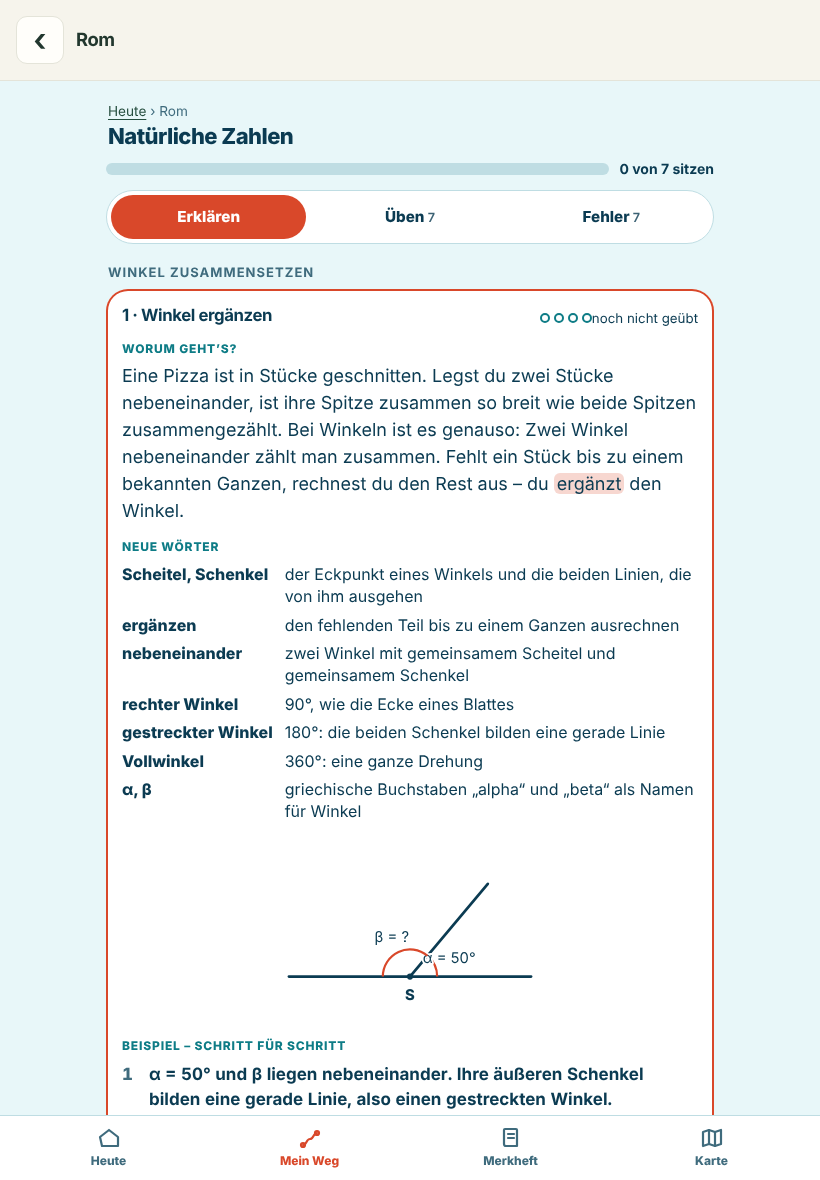 Rom
Heute › Rom
Natürliche Zahlen
0 von 7 sitzen
Erklären
Üben 7
Fehler 7
WINKEL ZUSAMMENSETZEN
1 · Winkel ergänzen
noch nicht geübt
WORUM GEHT'S?
Eine Pizza ist in Stücke geschnitten. Legst du zwei Stücke
nebeneinander, ist ihre Spitze zusammen so breit wie beide Spitzen
zusammengezählt. Bei Winkeln ist es genauso: Zwei Winkel
nebeneinander zählt man zusammen. Fehlt ein Stück bis zu einem
bekannten Ganzen, rechnest du den Rest aus – du ergänzt den
Winkel.
NEUE WÖRTER
Scheitel, Schenkel der Eckpunkt eines Winkels und die beiden Linien, die
von ihm ausgehen
ergänzen den fehlenden Teil bis zu einem Ganzen ausrechnen
nebeneinander zwei Winkel mit gemeinsamem Scheitel und
gemeinsamem Schenkel
rechter Winkel 90°, wie die Ecke eines Blattes
gestreckter Winkel 180°: die beiden Schenkel bilden eine gerade Linie
Vollwinkel 360°: eine ganze Drehung
α, β griechische Buchstaben „alpha“ und „beta“ als Namen
für Winkel
β = ?
α = 50°
S
BEISPIEL – SCHRITT FÜR SCHRITT
1 α = 50° und β liegen nebeneinander. Ihre äußeren Schenkel
bilden eine gerade Linie, also einen gestreckten Winkel.
Heute
Mein Weg
Merkheft
Karte